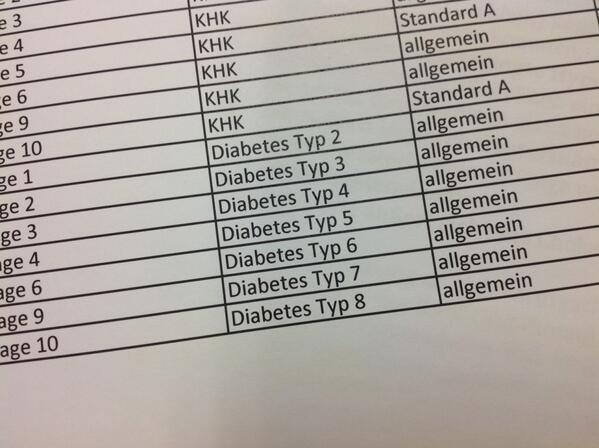 e 3
e 4 KHK
e 5 KHK Standard A
e 6 KHK allgemein
ge 9 KHK allgemein
ge 10 KHK Standard A
ge 1 Diabetes Typ 2 allgemein
ge 2 Diabetes Typ 3 allgemein
ge 3 Diabetes Typ 4 allgemein
ge 4 Diabetes Typ 5 allgemein
age 6 Diabetes Typ 6 allgemein
age 9 Diabetes Typ 7 allgemein
age 10 Diabetes Typ 8 allgemein